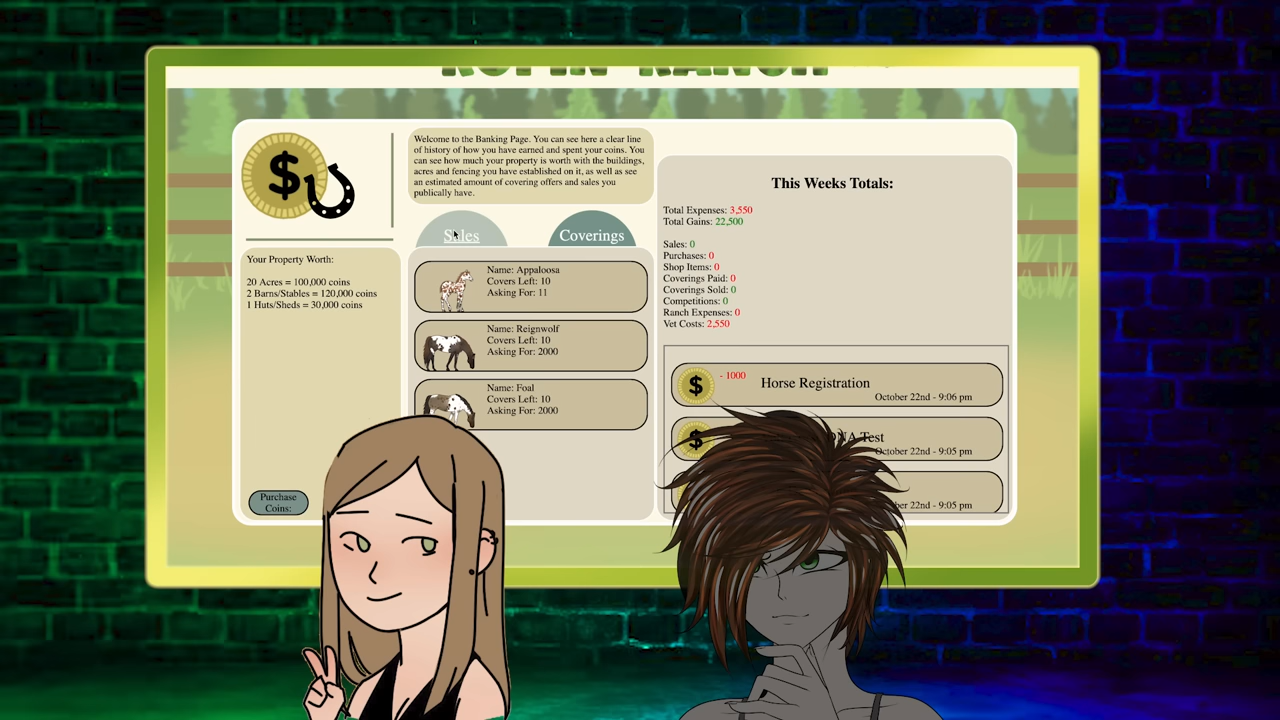 Welcome to the Banking Page. You can see here a clear line
of history of how you have earned and spent your coins. You
can see how much your property is worth with the buildings,
acres and fencing you have established on it, as well as see
an estimated amount of covering offers and sales you
publically have.
Sales
Coverings
Your Property Worth:
20 Acres = 100,000 coins
2 Barns/Stables = 120,000 coins
1 Huts/Sheds = 30,000 coins
Purchase
Coins:
Name: Appaloosa
Covers Left: 10
Asking For: 11
Name: Reignwolf
Covers Left: 10
Asking For: 2000
Name: Foal
Covers Left: 10
Asking For: 2000
This Weeks Totals:
Total Expenses: 3,550
Total Gains: 22,500
Sales: 0
Purchases: 0
Shop Items: 0
Coverings Paid: 0
Coverings Sold: 0
Competitions: 0
Ranch Expenses: 0
Vet Costs: 2,550
$
$
- 1000
Horse Registration
October 22nd - 9:06 pm
$
DNA Test
October 22nd - 9:05 pm
October 22nd - 9:05 pm